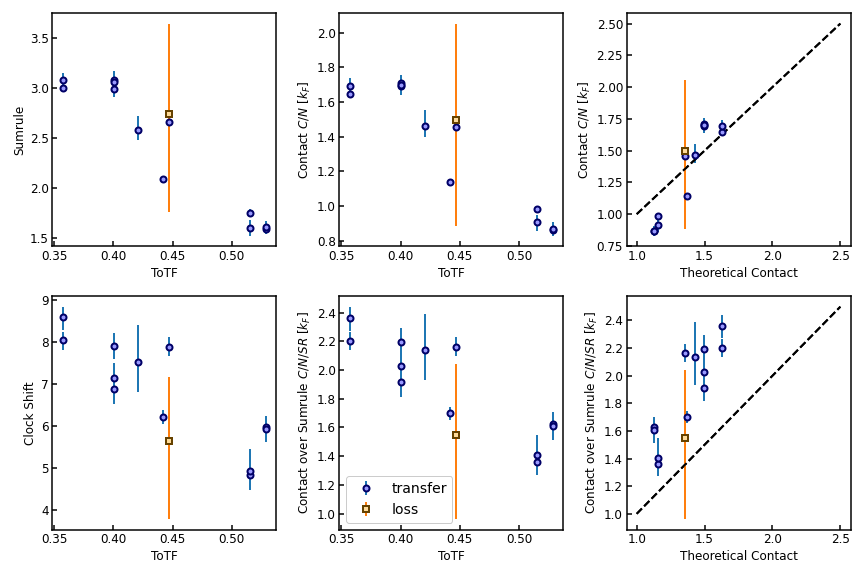 Sumrule
3.5
3.0
2.5
2.0
1.5
0.35 0.40 0.45 0.50
ToTF
Contact C/N [k_F]
2.0
1.8
1.6
1.4
1.2
1.0
0.8
0.35 0.40 0.45 0.50
ToTF
Contact C/N [k_F]
2.50
2.25
2.00
1.75
1.50
1.25
1.00
0.75
1.0 1.5 2.0 2.5
Theoretical Contact
Clock Shift
9
8
7
6
5
4
0.35 0.40 0.45 0.50
ToTF
Contact over Sumrule C/N/SR [k_F]
2.4
2.2
2.0
1.8
1.6
1.4
1.2
1.0
transfer
loss
0.35 0.40 0.45 0.50
ToTF
Contact over Sumrule C/N/SR [k_F]
2.4
2.2
2.0
1.8
1.6
1.4
1.2
1.0
1.0 1.5 2.0 2.5
Theoretical Contact